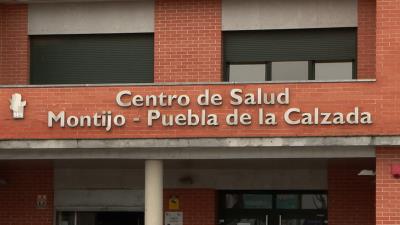 Centro de Salud
Montijo - Puebla de la Calzada